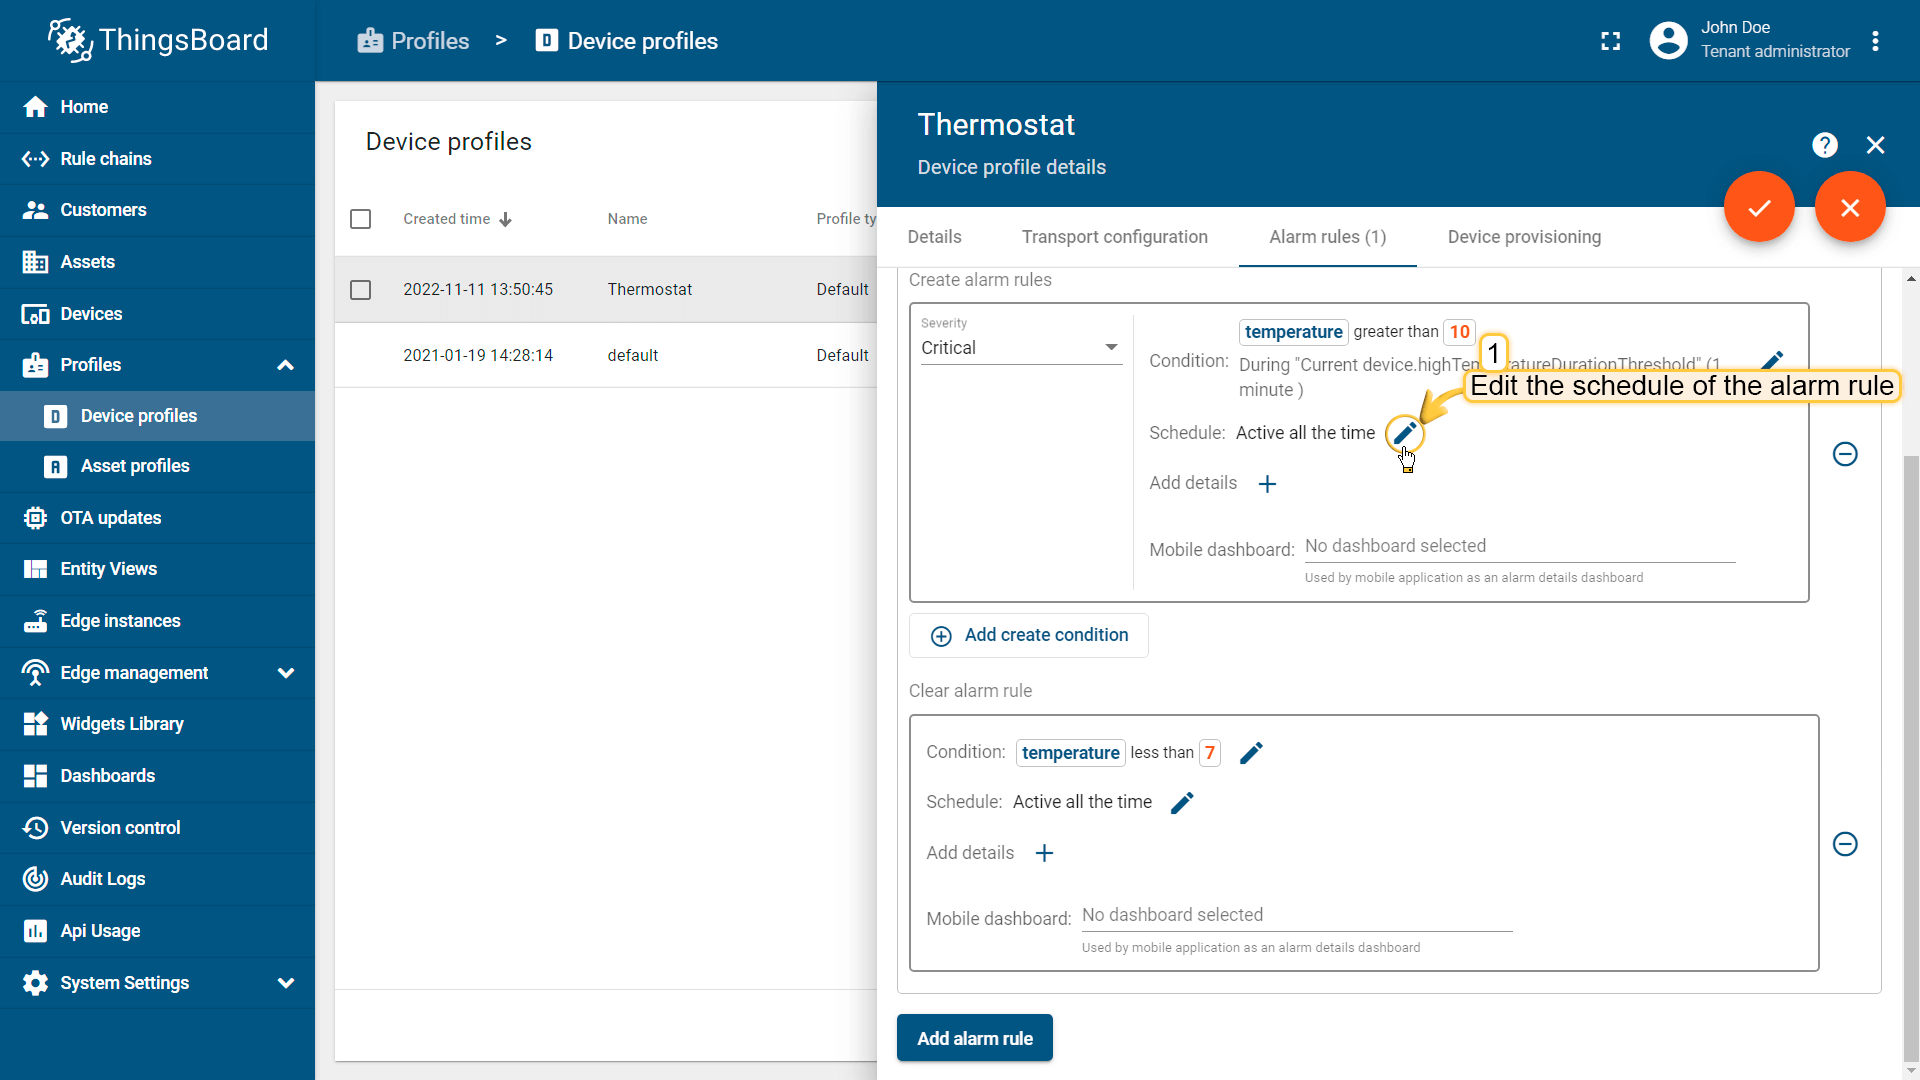 ThingsBoard
Profiles > Device profiles
John Doe
Tenant administrator
Home
Rule chains
Customers
Assets
Devices
Profiles
Device profiles
Asset profiles
OTA updates
Entity Views
Edge instances
Edge management
Widgets Library
Dashboards
Version control
Audit Logs
Api Usage
System Settings
Device profiles
Created time Name Profile ty
2022-11-11 13:50:45 Thermostat Default
2021-01-19 14:28:14 default Default
Thermostat
Device profile details
Details Transport configuration Alarm rules (1) Device provisioning
Create alarm rules
Severity
Critical
temperature greater than 10
Condition: During "Current device.highTem ratureDurationThreshold" (1
minute )
1
Edit the schedule of the alarm rule
Schedule: Active all the time
Add details
Mobile dashboard: No dashboard selected
Used by mobile application as an alarm details dashboard
Add create condition
Clear alarm rule
Condition: temperature less than 7
Schedule: Active all the time
Add details
Mobile dashboard: No dashboard selected
Used by mobile application as an alarm details dashboard
Add alarm rule